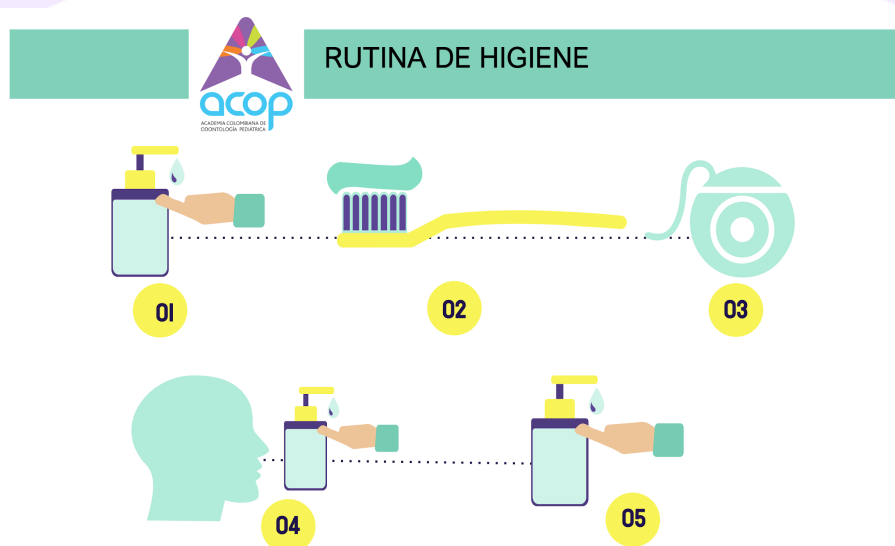 RUTINA DE HIGIENE
acop
ACADEMIA COLOMBIANA DE
ODONTOLOGÍA PEDIÁTRICA
01
02
03
04
05